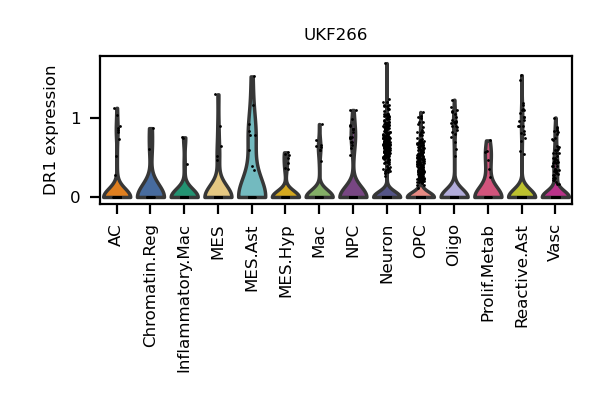 UKF266
DR1 expression
1
0
AC
Chromatin.Reg
Inflammatory.Mac
MES
MES.Ast
MES.Hyp
Mac
NPC
Neuron
OPC
Oligo
Prolif.Metab
Reactive.Ast
Vasc